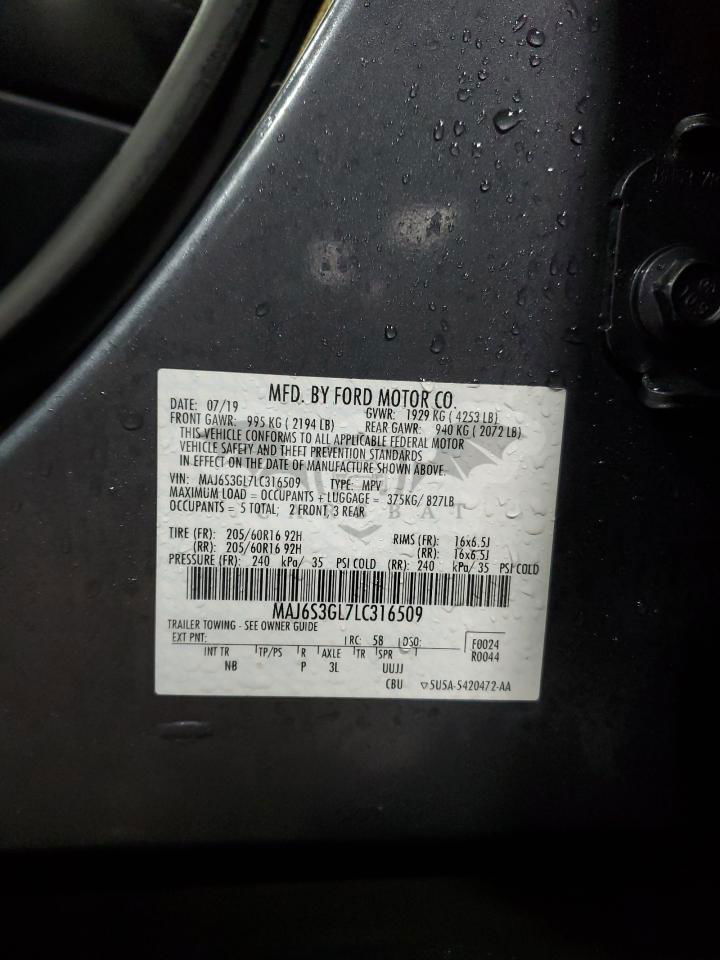 MFD. BY FORD MOTOR CO.
DATE: 07/19 GVWR: 1929 KG ( 4253 LB)
FRONT GAWR: 995 KG ( 2194 LB) REAR GAWR: 940 KG ( 2072 LB)
THIS VEHICLE CONFORMS TO ALL APPLICABLE FEDERAL MOTOR
VEHICLE SAFETY AND THEFT PREVENTION STANDARDS
IN EFFECT ON THE DATE OF MANUFACTURE SHOWN ABOVE.
VIN: MAJ6S3GL7LC316509 TYPE: MPV
MAXIMUM LOAD = OCCUPANTS + LUGGAGE = 375KG/ 827LB
OCCUPANTS = 5 TOTAL; 2 FRONT, 3 REAR
CARSBAT
TIRE (FR): 205/60R16 92H RIMS (FR): 16x6.5J
(RR): 205/60R16 92H (RR): 16x6.5J
PRESSURE (FR): 240 kPa/ 35 PSI COLD (RR): 240 kPa/ 35 PSI COLD
MAJ6S3GL7LC316509
TRAILER TOWING - SEE OWNER GUIDE
EXT PNT: RC: 5B DSO: F0024
INT TR TP/PS R AXLE TR SPR R0044
NB P 3L UUJJ
CBU ▽5U5A-5420472-AA